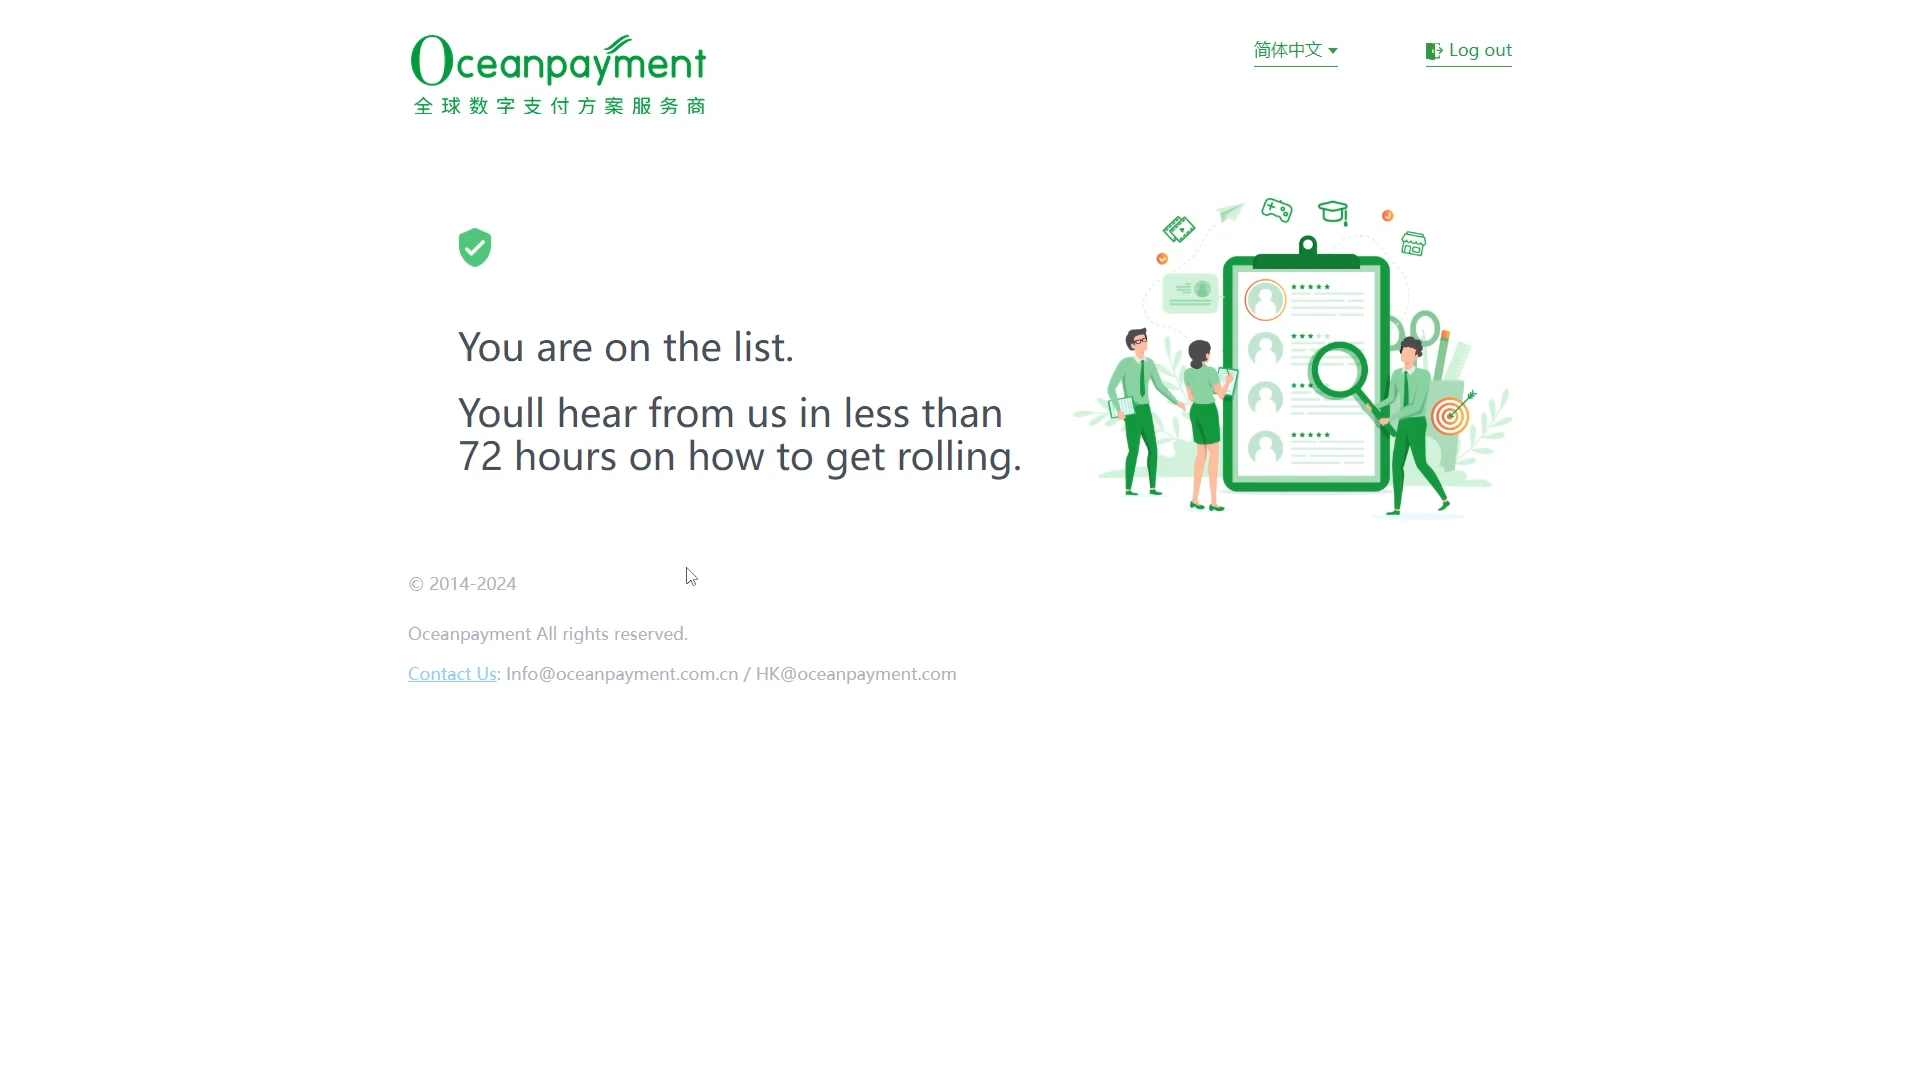 Oceanpayment
全球数字支付方案服务商
简体中文
Log out
You are on the list.
Youll hear from us in less than
72 hours on how to get rolling.
© 2014-2024
Oceanpayment All rights reserved.
Contact Us: Info@oceanpayment.com.cn / HK@oceanpayment.com